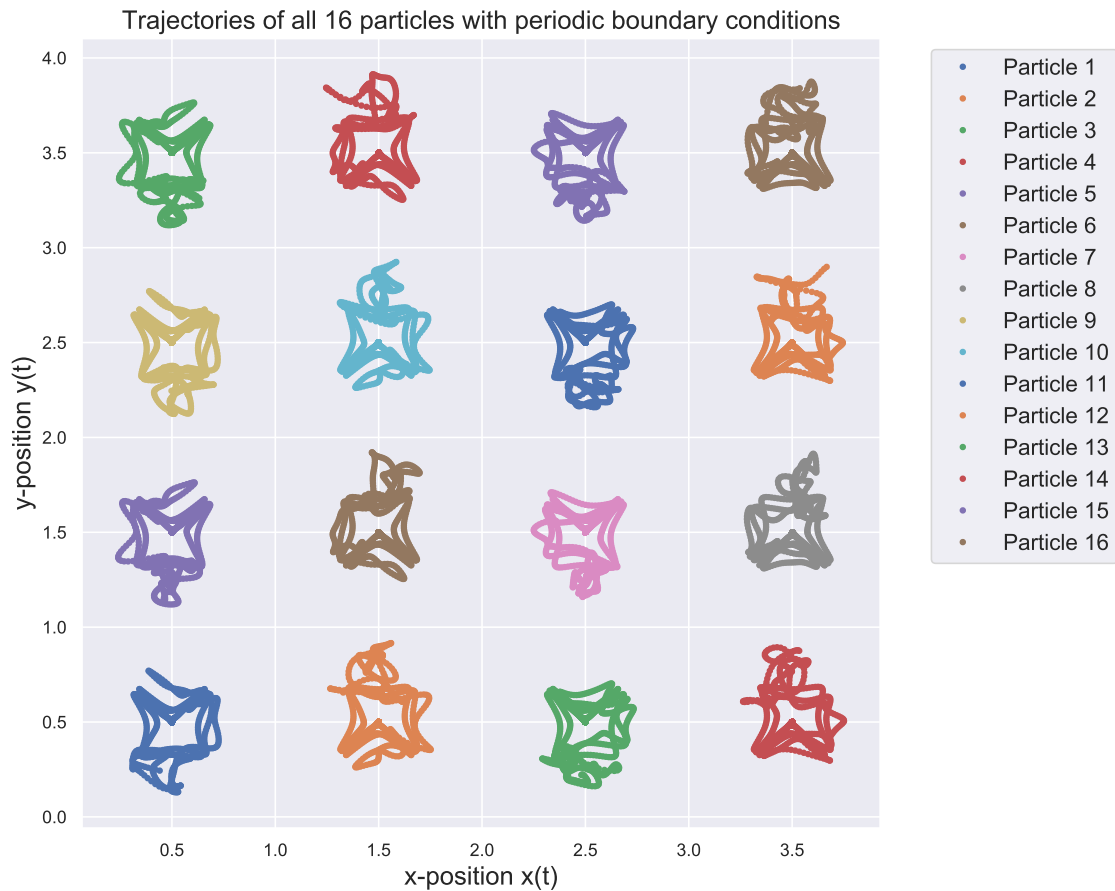 Trajectories of all 16 particles with periodic boundary conditions
4.0
3.5
3.0
2.5
2.0
1.5
1.0
0.5
0.0
y-position y(t)
0.5
1.0
1.5
2.0
2.5
3.0
3.5
x-position x(t)
Particle 1
Particle 2
Particle 3
Particle 4
Particle 5
Particle 6
Particle 7
Particle 8
Particle 9
Particle 10
Particle 11
Particle 12
Particle 13
Particle 14
Particle 15
Particle 16